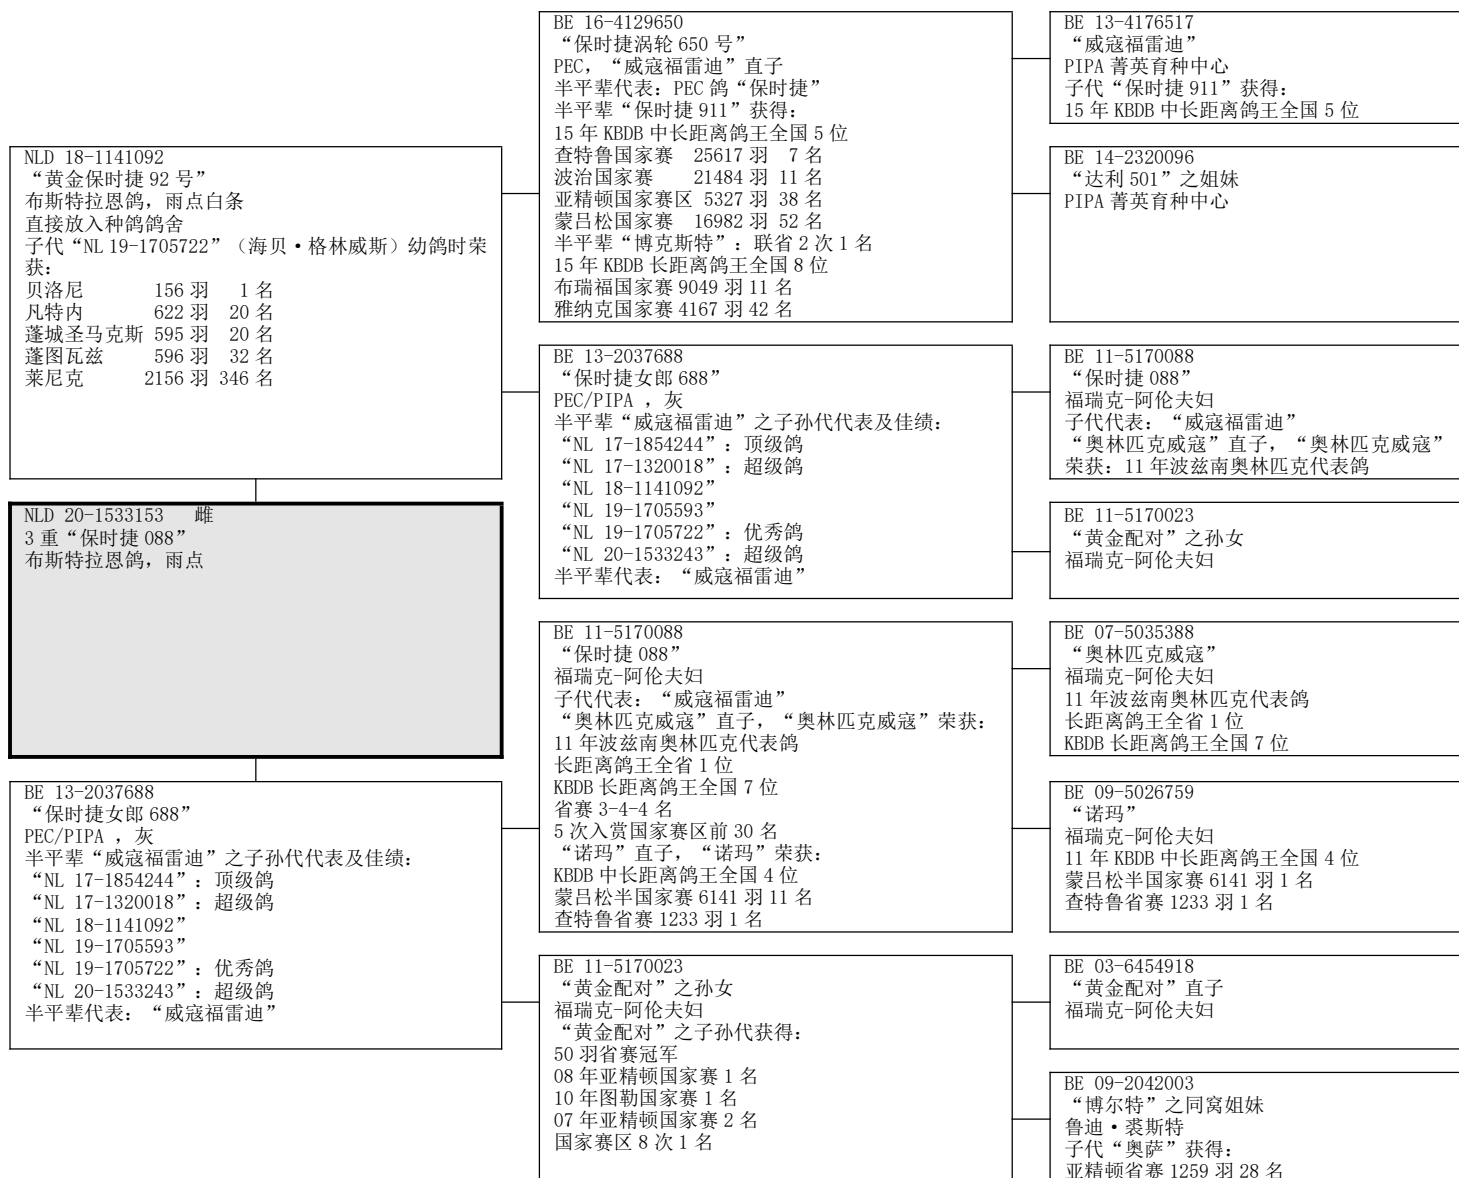 NLD 18-1141092
“黄金保时捷 92 号”
布斯特拉恩鸽，雨点白条
直接放入种鸽鸽舍
子代“NL 19-1705722”（海贝·格林威斯）幼鸽时荣
获：
贝洛尼 156 羽 1 名
凡特内 622 羽 20 名
蓬城圣马克斯 595 羽 20 名
蓬图瓦兹 596 羽 32 名
莱尼克 2156 羽 346 名
NLD 20-1533153 雌
3 重“保时捷 088”
布斯特拉恩鸽，雨点
BE 13-2037688
“保时捷女郎 688”
PEC/PIPA ，灰
半平辈“威寇福雷迪”之子孙代代表及佳绩：
“NL 17-1854244”：顶级鸽
“NL 17-1320018”：超级鸽
“NL 18-1141092”
“NL 19-1705593”
“NL 19-1705722”：优秀鸽
“NL 20-1533243”：超级鸽
半平辈代表：“威寇福雷迪”
BE 16-4129650
“保时捷涡轮 650 号”
PEC，“威寇福雷迪”直子
半平辈代表：PEC 鸽“保时捷”
半平辈“保时捷 911”获得：
15 年 KBDB 中长距离鸽王全国 5 位
查特鲁国家赛 25617 羽 7 名
波治国家赛 21484 羽 11 名
亚精顿国家赛区 5327 羽 38 名
蒙吕松国家赛 16982 羽 52 名
半平辈“博克斯特”：联省 2 次 1 名
15 年 KBDB 长距离鸽王全国 8 位
布瑞福国家赛 9049 羽 11 名
雅纳克国家赛 4167 羽 42 名
BE 13-2037688
“保时捷女郎 688”
PEC/PIPA ，灰
半平辈“威寇福雷迪”之子孙代代表及佳绩：
“NL 17-1854244”：顶级鸽
“NL 17-1320018”：超级鸽
“NL 18-1141092”
“NL 19-1705593”
“NL 19-1705722”：优秀鸽
“NL 20-1533243”：超级鸽
半平辈代表：“威寇福雷迪”
BE 11-5170088
“保时捷 088”
福瑞克-阿伦夫妇
子代代表：“威寇福雷迪”
“奥林匹克威寇”直子，“奥林匹克威寇”荣获：
11 年波兹南奥林匹克代表鸽
长距离鸽王全省 1 位
KBDB 长距离鸽王全国 7 位
省赛 3-4-4 名
5 次入赏国家赛区前 30 名
“诺玛”直子，“诺玛”荣获：
KBDB 中长距离鸽王全国 4 位
蒙吕松半国家赛 6141 羽 11 名
查特鲁省赛 1233 羽 1 名
BE 11-5170023
“黄金配对”之孙女
福瑞克-阿伦夫妇
“黄金配对”之子孙代获得：
50 羽省赛冠军
08 年亚精顿国家赛 1 名
10 年图勒国家赛 1 名
07 年亚精顿国家赛 2 名
国家赛区 8 次 1 名
BE 13-4176517
“威寇福雷迪”
PIPA 菁英育种中心
子代“保时捷 911”获得：
15 年 KBDB 中长距离鸽王全国 5 位
BE 14-2320096
“达利 501”之姐妹
PIPA 菁英育种中心
BE 11-5170088
“保时捷 088”
福瑞克-阿伦夫妇
子代代表：“威寇福雷迪”
“奥林匹克威寇”直子，“奥林匹克威寇”
荣获：11 年波兹南奥林匹克代表鸽
BE 11-5170023
“黄金配对”之孙女
福瑞克-阿伦夫妇
BE 07-5035388
“奥林匹克威寇”
福瑞克-阿伦夫妇
11 年波兹南奥林匹克代表鸽
长距离鸽王全省 1 位
KBDB 长距离鸽王全国 7 位
BE 09-5026759
“诺玛”
福瑞克-阿伦夫妇
11 年 KBDB 中长距离鸽王全国 4 位
蒙吕松半国家赛 6141 羽 1 名
查特鲁省赛 1233 羽 1 名
BE 03-6454918
“黄金配对”直子
福瑞克-阿伦夫妇
BE 09-2042003
“博尔特”之同窝姐妹
鲁迪·裘斯特
子代“奥萨”获得：
亚精顿省赛 1259 羽 28 名